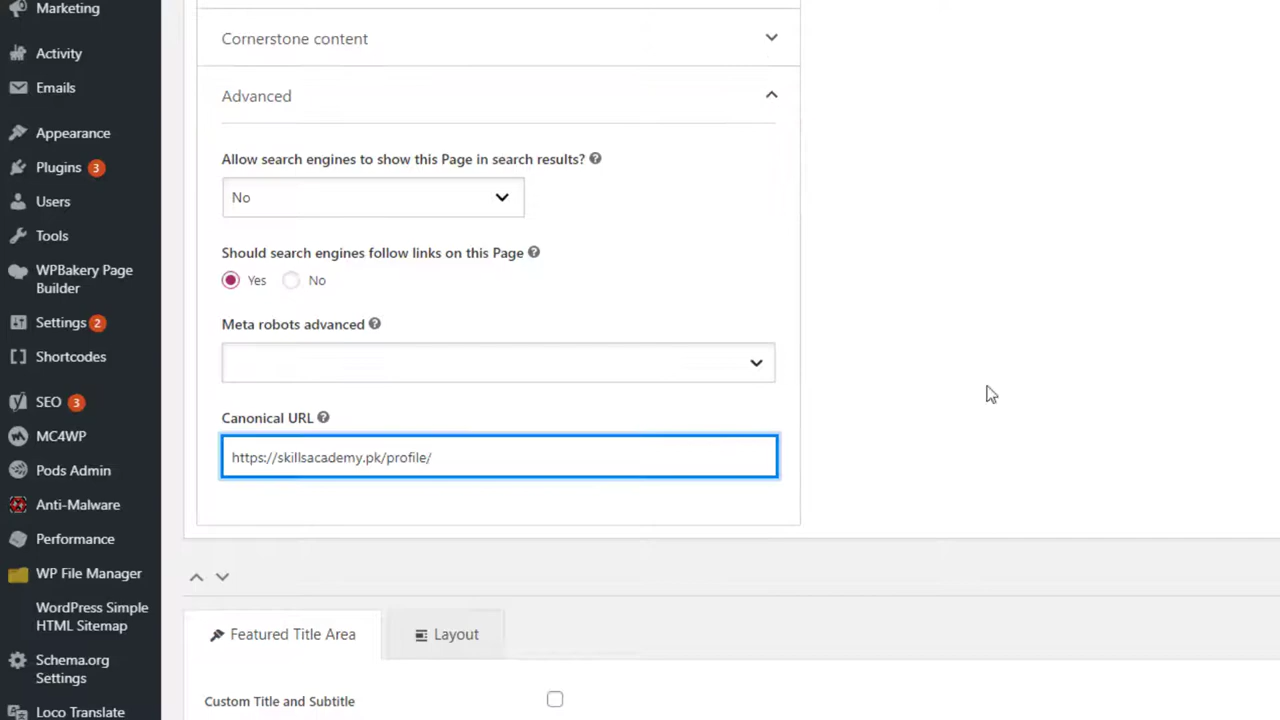 Marketing
Activity
Emails
Appearance
Plugins 3
Users
Tools
WPBakery Page
Builder
Settings 2
Shortcodes
SEO 3
MC4WP
Pods Admin
Anti-Malware
Performance
WP File Manager
WordPress Simple
HTML Sitemap
Schema.org
Settings
Loco Translate
Cornerstone content
Advanced
Allow search engines to show this Page in search results? ?
No
Should search engines follow links on this Page ?
Yes No
Meta robots advanced ?
Canonical URL ?
https://skillsacademy.pk/profile/
Featured Title Area Layout
Custom Title and Subtitle